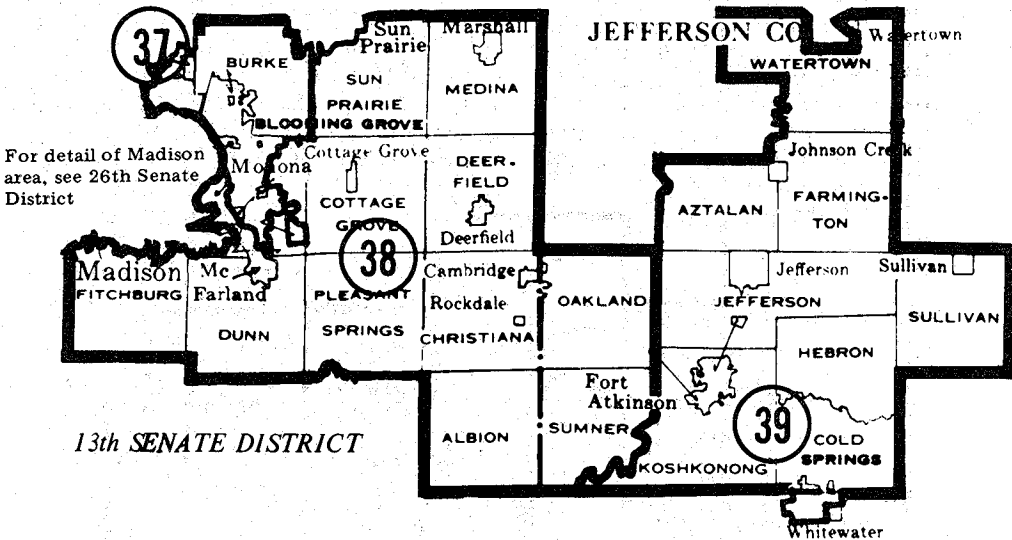 37
Sun
Prairie
Marshall
JEFFERSON CO
Watertown
WATERTOWN
BURKE
SUN
PRAIRIE
MEDINA
BLOOMING GROVE
For detail of Madison
area, see 26th Senate
District
Monona
Cottage Grove
DEER-
FIELD
Johnson Creek
COTTAGE
GROVE
AZTALAN
FARMING-
TON
Deerfield
38
Madison
FITCHBURG
Mc
Farland
PLEASANT
SPRINGS
Cambridge
Rockdale
CHRISTIANA
OAKLAND
Jefferson
JEFFERSON
Sullivan
SULLIVAN
DUNN
HEBRON
Fort
Atkinson
13th SENATE DISTRICT
ALBION
SUMNER
39
COLD
SPRINGS
KOSHKONONG
Whitewater